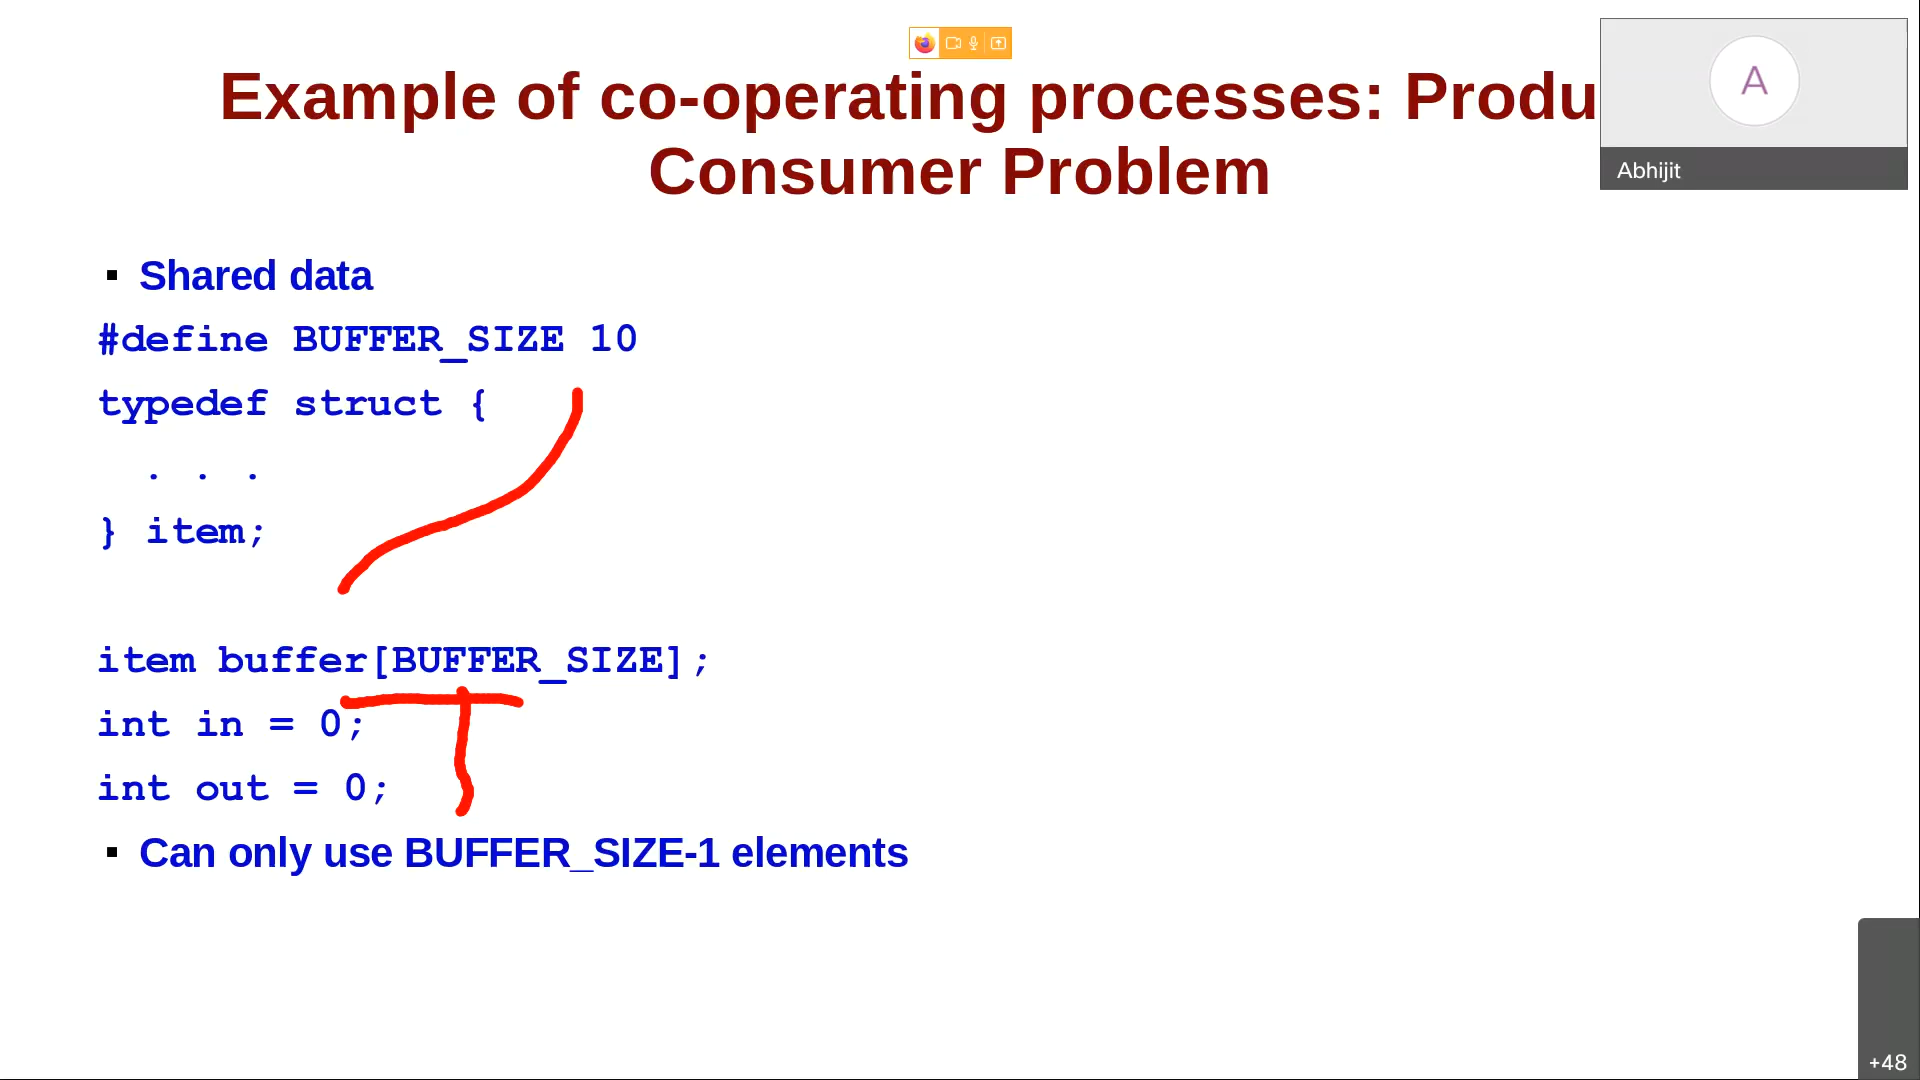 Example of co-operating processes: Produ
Consumer Problem
A
Abhijit
▪ Shared data
#define BUFFER_SIZE 10
typedef struct {
. . .
} item;
item buffer[BUFFER_SIZE];
int in = 0;
int out = 0;
▪ Can only use BUFFER_SIZE-1 elements
+48